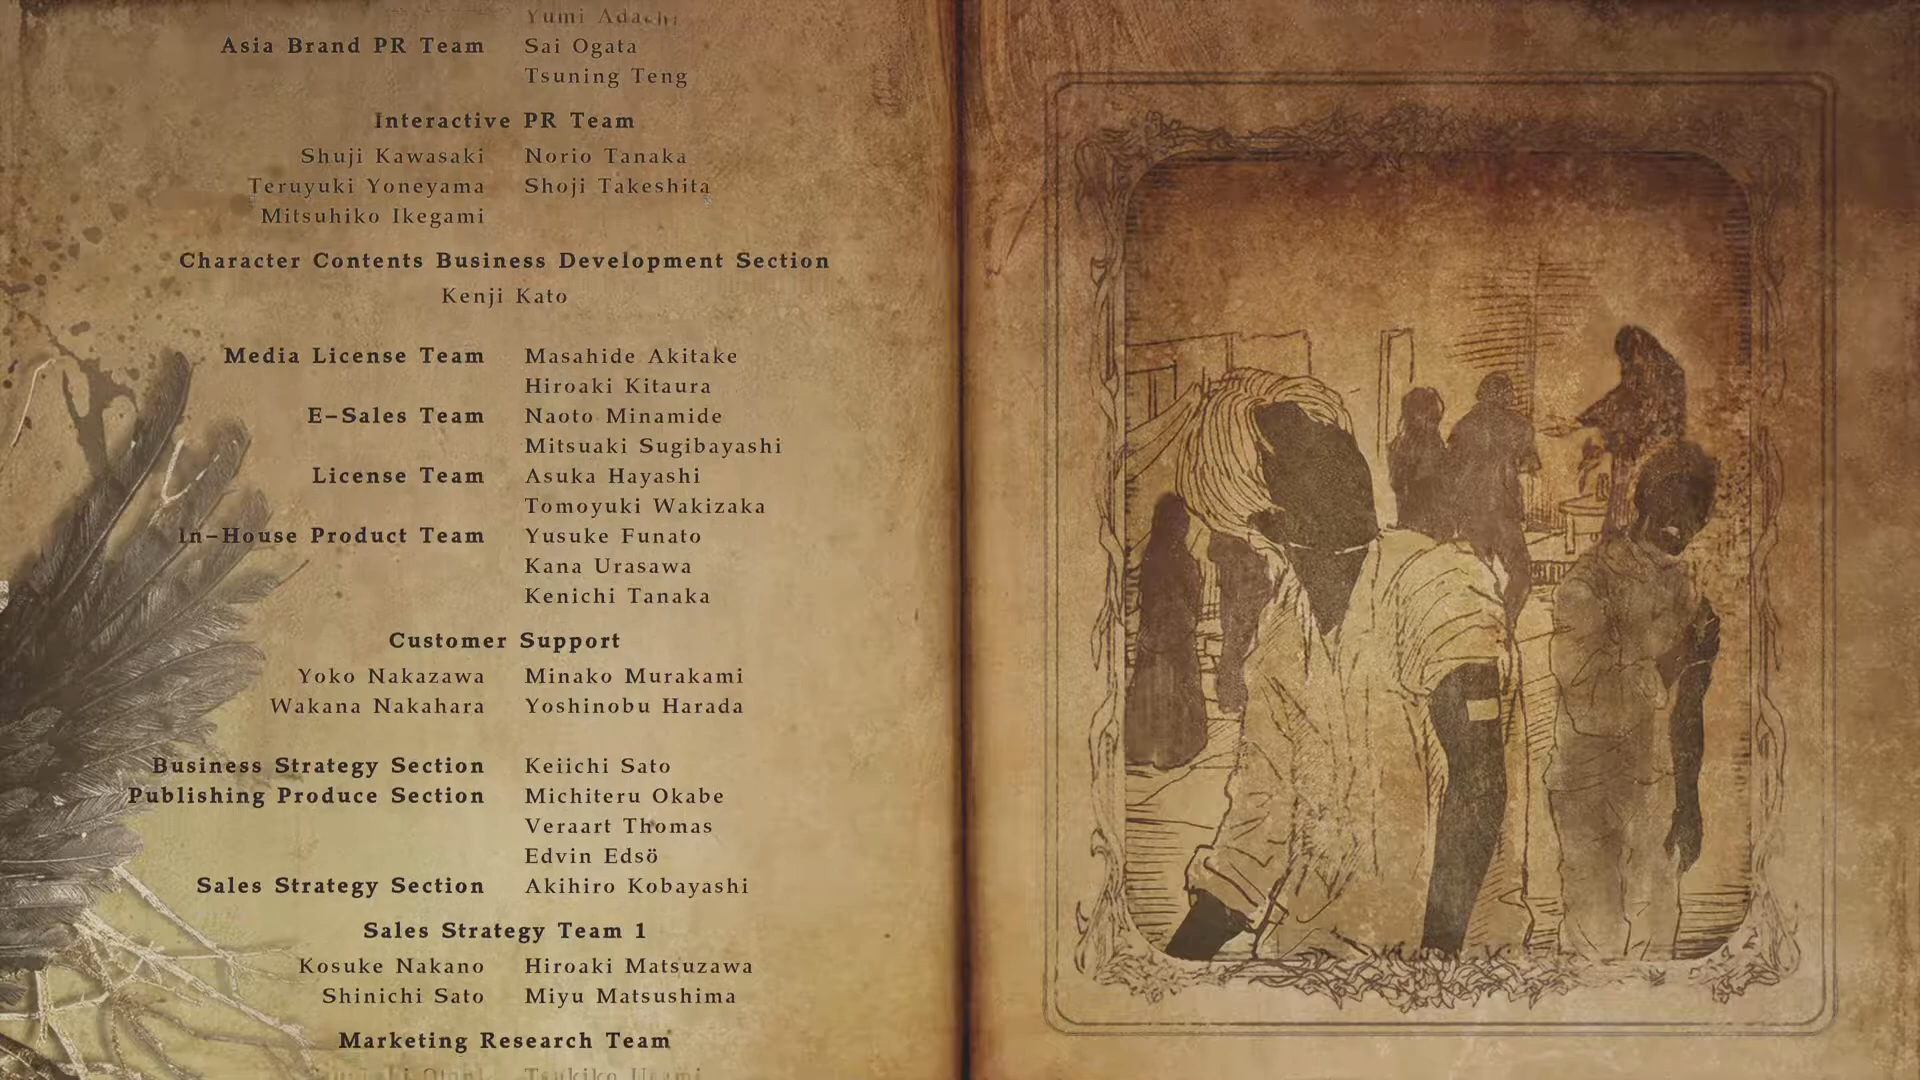 Yumi Adachi
Asia Brand PR Team Sai Ogata
Tsuning Teng
Interactive PR Team
Shuji Kawasaki Norio Tanaka
Teruyuki Yoneyama Shoji Takeshita
Mitsuhiko Ikegami
Character Contents Business Development Section
Kenji Kato
Media License Team Masahide Akitake
Hiroaki Kitaura
E-Sales Team Naoto Minamide
Mitsuaki Sugibayashi
License Team Asuka Hayashi
Tomoyuki Wakizaka
In-House Product Team Yusuke Funato
Kana Urasawa
Kenichi Tanaka
Customer Support
Yoko Nakazawa Minako Murakami
Wakana Nakahara Yoshinobu Harada
Business Strategy Section Keiichi Sato
Publishing Produce Section Michiteru Okabe
Veraart Thomas
Edvin Edsö
Sales Strategy Section Akihiro Kobayashi
Sales Strategy Team 1
Kosuke Nakano Hiroaki Matsuzawa
Shinichi Sato Miyu Matsushima
Marketing Research Team
Tsukiko Urami